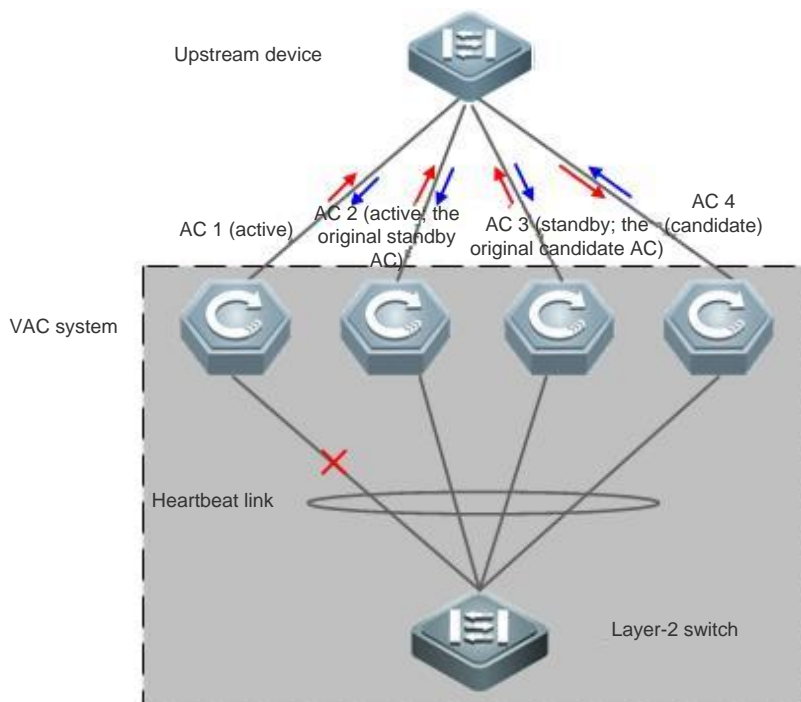 Upstream device
AC 1 (active)
AC 2 (active; the
original standby
AC)
AC 3 (standby; the
original candidate AC)
AC 4
(candidate)
VAC system
Heartbeat link
Layer-2 switch